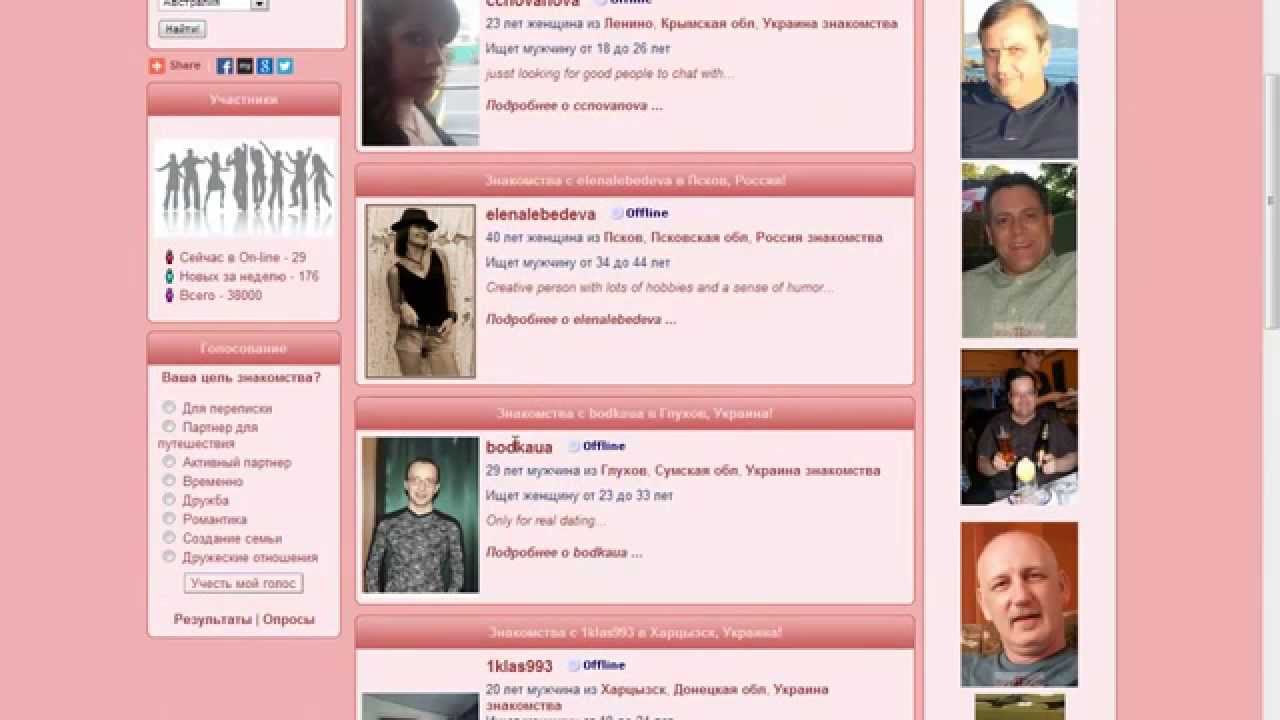 Австралия
Найти!
Share
Участники
Сейчас в On-line - 29
Новых за неделю - 176
Всего - 38000
Голосование
Ваша цель знакомства?
Для переписки
Партнер для
путешествия
Активный партнер
Временно
Дружба
Романтика
Создание семьи
Дружеские отношения
Учесть мой голос
Результаты | Опросы
ccnovanova Offline
23 лет женщина из Ленино, Крымская обл, Украина знакомства
Ищет мужчину от 18 до 26 лет
jusst looking for good people to chat with...
Подробнее о ccnovanova ...
Знакомства с elenalebedeva в Псков, Россия!
elenalebedeva Offline
40 лет женщина из Псков, Псковская обл, Россия знакомства
Ищет мужчину от 34 до 44 лет
Creative person with lots of hobbies and a sense of humor...
Подробнее о elenalebedeva ...
Знакомства с bodkaua в Глухов, Украина!
bodkaua Offline
29 лет мужчина из Глухов, Сумская обл, Украина знакомства
Ищет женщину от 23 до 33 лет
Only for real dating...
Подробнее о bodkaua ...
Знакомства с 1klas993 в Харцызск, Украина!
1klas993 Offline
20 лет мужчина из Харцызск, Донецкая обл, Украина
знакомства